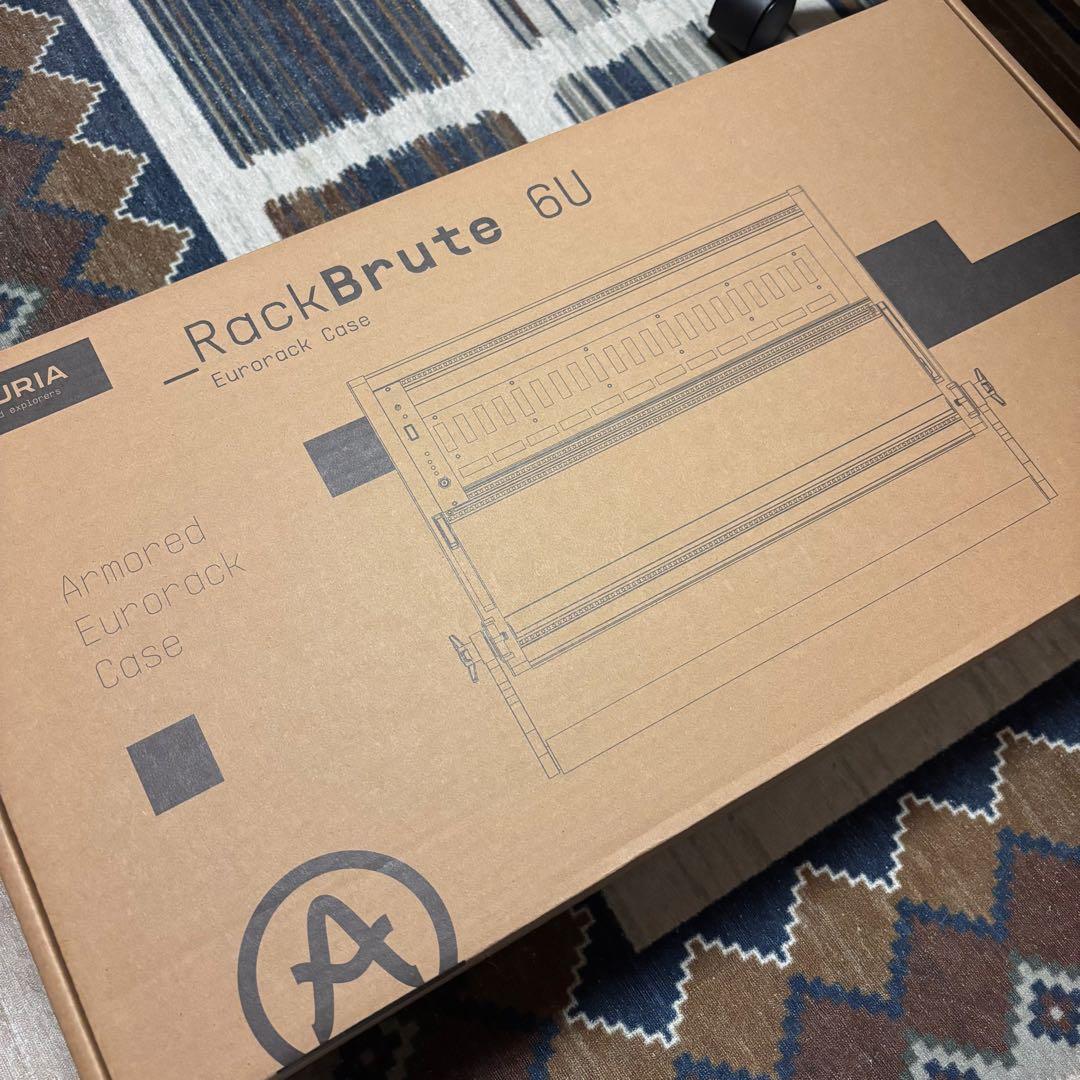 _RackBrute 6U
Eurorack Case
URIA
d explorers
Armored
Eurorack
Case